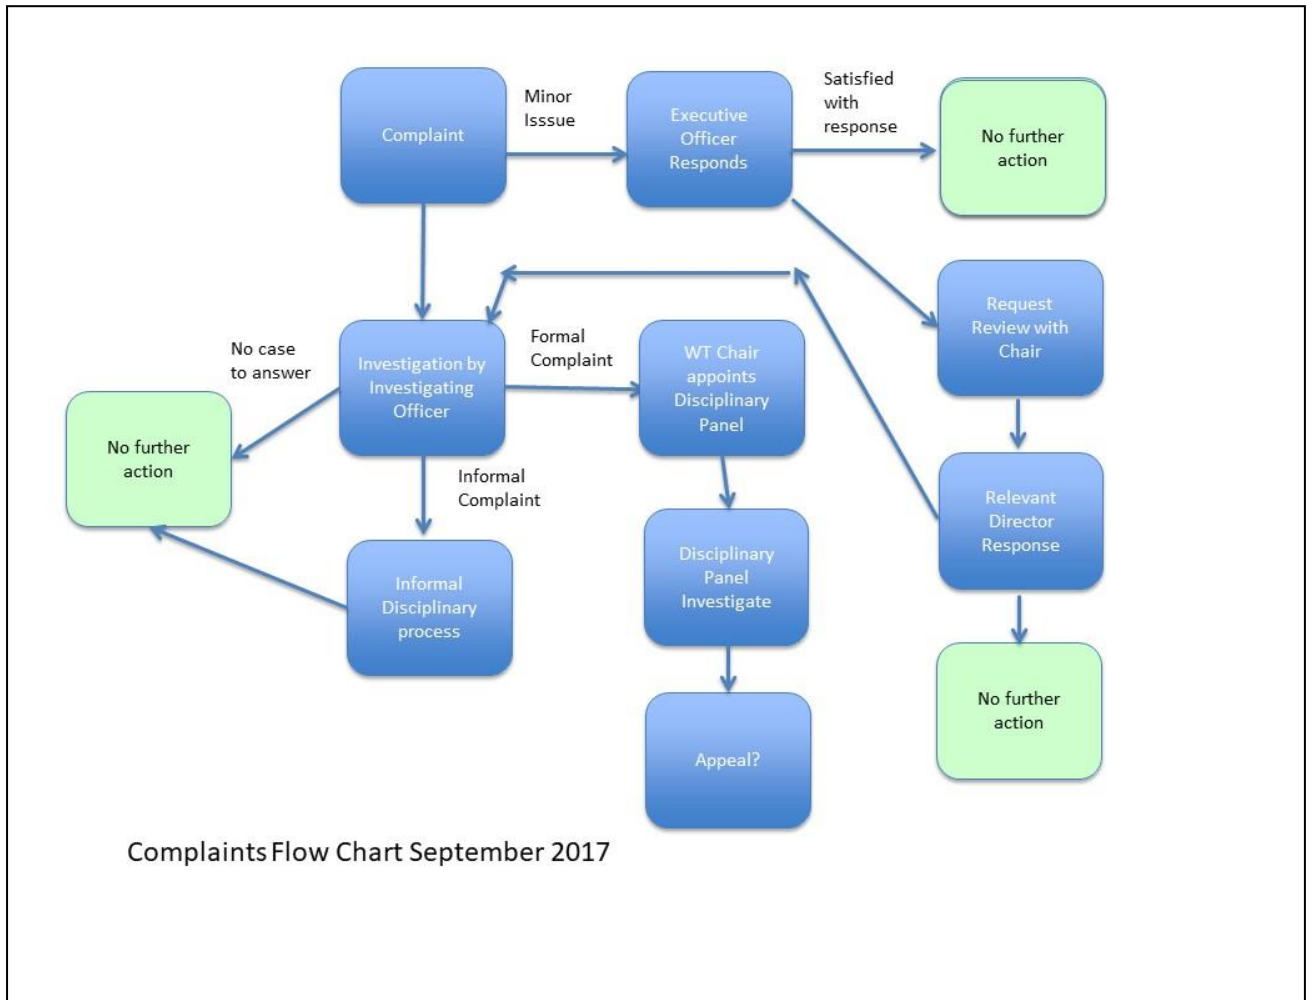 Complaint
Minor
Isssue
Executive
Officer
Responds
Satisfied
with
response
No further
action
Request
Review with
Chair
No case
to answer
Investigation by
Investigating
Officer
Formal
Complaint
WT Chair
appoints
Disciplinary
Panel
No further
action
Informal
Complaint
Relevant
Director
Response
Informal
Disciplinary
process
Disciplinary
Panel
Investigate
No further
action
Appeal?
Complaints Flow Chart September 2017